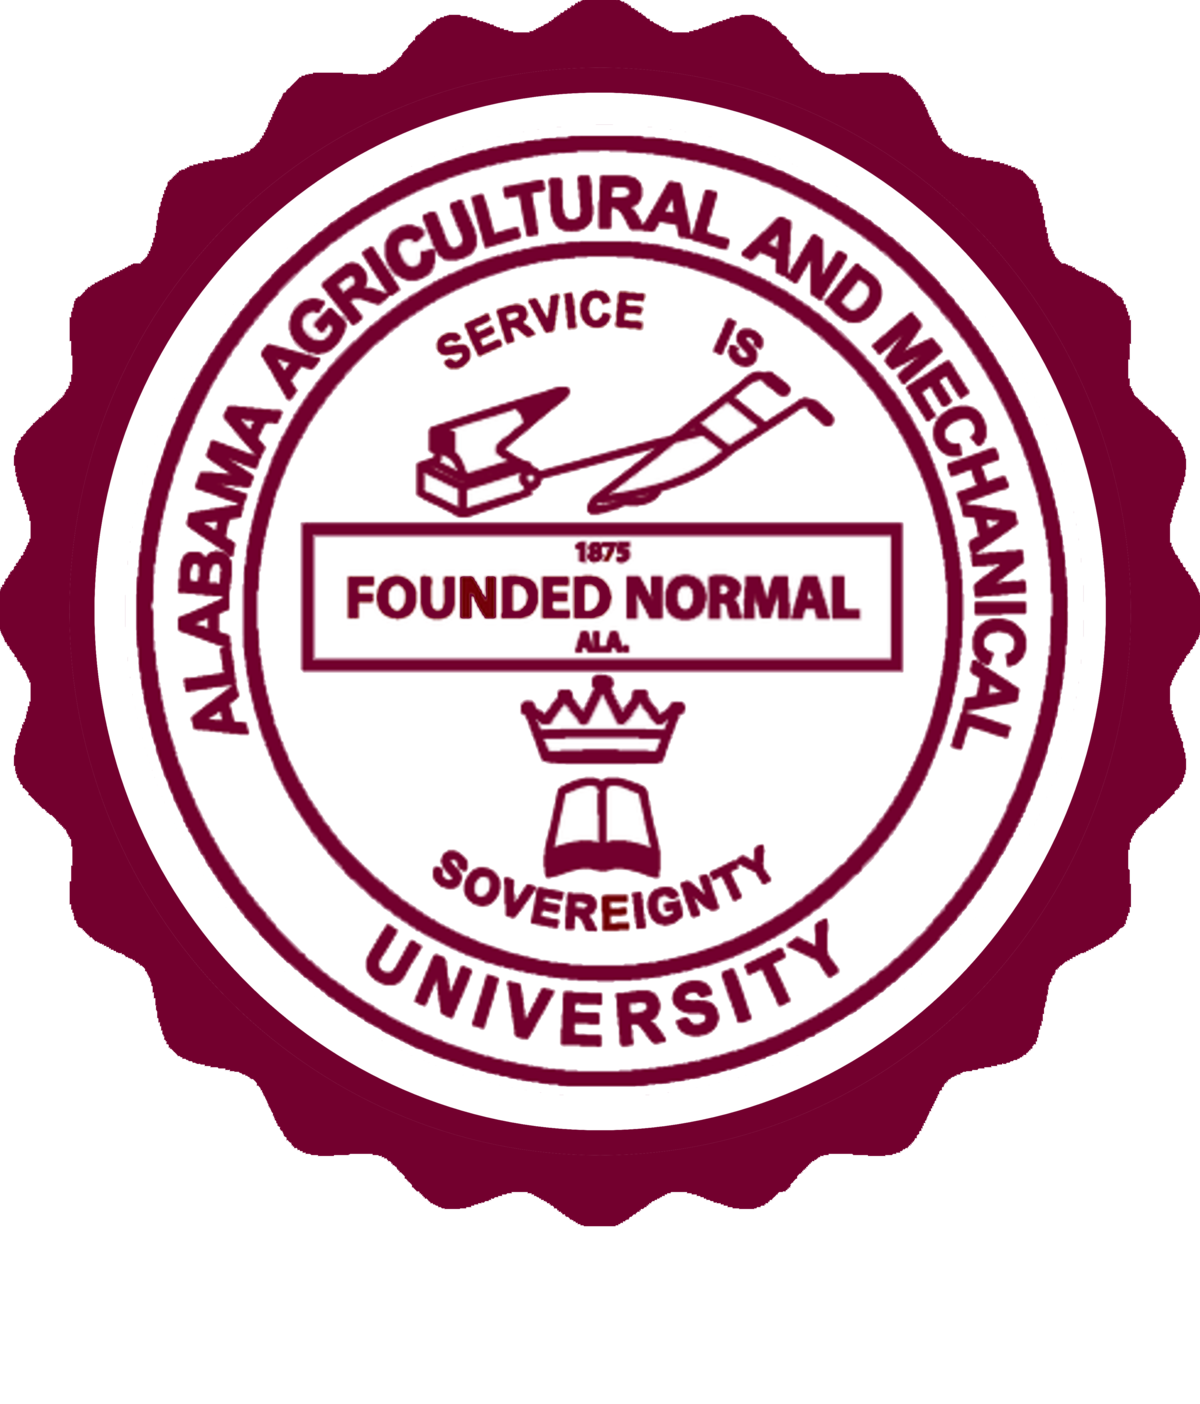 ALABAMA AGRICULTURAL AND MECHANICAL
UNIVERSITY
SERVICE IS
1875
FOUNDED NORMAL
ALA.
SOVEREIGNTY